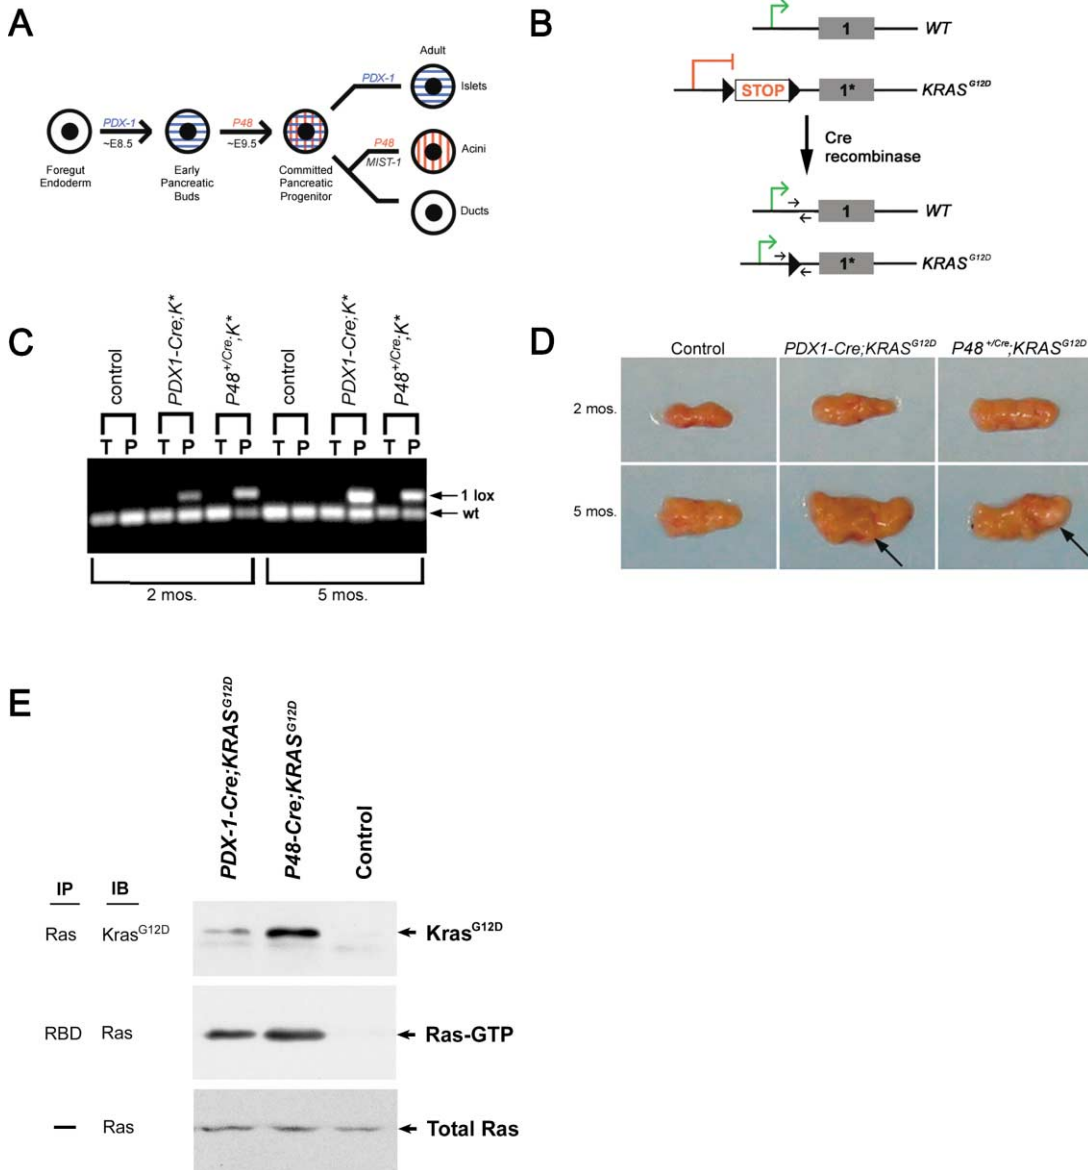 A
Adult
PDX-1
Islets
PDX-1
~E8.5
P48
~E9.5
P48
MIST-1
Acini
Foregut
Endoderm
Early
Pancreatic
Buds
Committed
Pancreatic
Progenitor
Ducts
B
1
WT
STOP
1*
KRAS^G12D
Cre
recombinase
1
WT
1*
KRAS^G12D
C
control
PDX1-Cre;K*
P48^+/Cre;K*
control
PDX1-Cre;K*
P48^+/Cre;K*
T P T P T P T P T P T P
1 lox
wt
2 mos.
5 mos.
D
Control
PDX1-Cre;KRAS^G12D
P48^+/Cre;KRAS^G12D
2 mos.
5 mos.
E
PDX-1-Cre;KRAS^G12D
P48-Cre;KRAS^G12D
Control
IP IB
Ras Kras^G12D
Kras^G12D
RBD Ras
Ras-GTP
— Ras
Total Ras